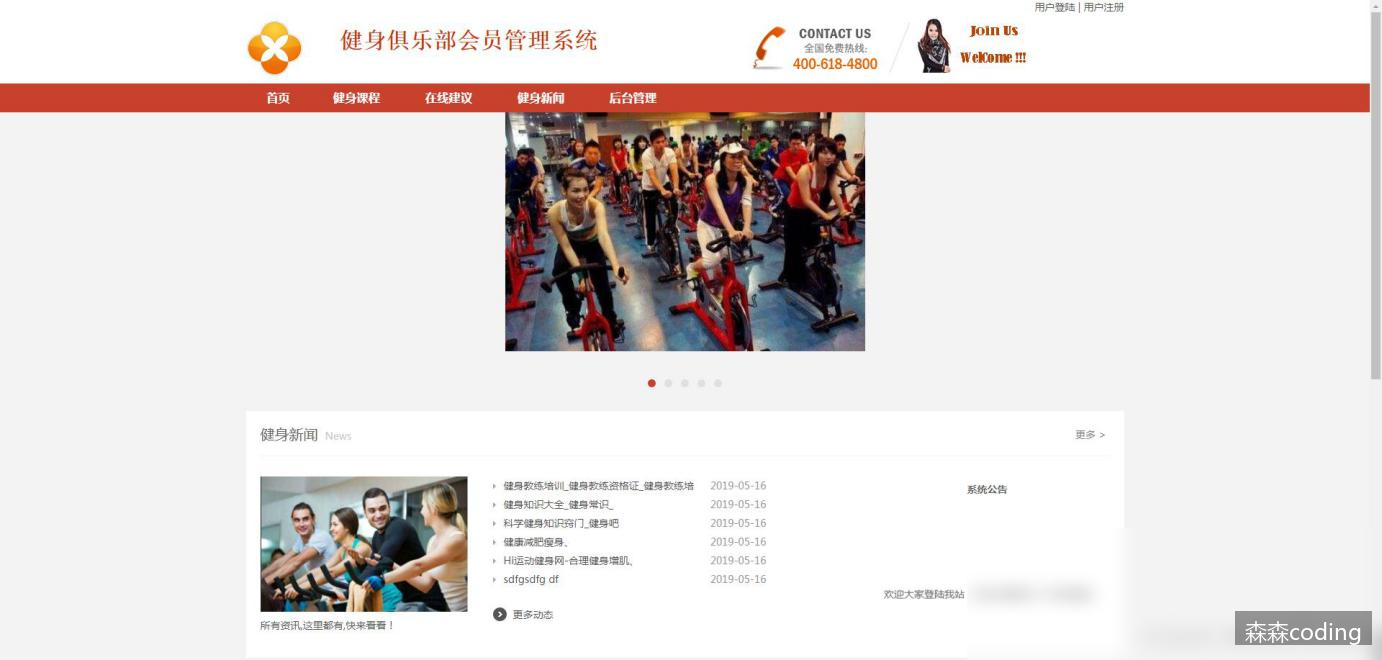 用户登陆 | 用户注册
健身俱乐部会员管理系统
CONTACT US
全国免费热线:
400-618-4800
Join Us
Welcome !!!
首页 健身课程 在线建议 健身新闻 后台管理
健身新闻 News 更多 >
健身教练培训_健身教练资格证_健身教练培 2019-05-16
健身知识大全_健身常识_ 2019-05-16
科学健身知识窍门_健身吧 2019-05-16
健康减肥瘦身、 2019-05-16
Hi运动健身网-合理健身增肌、 2019-05-16
sdfgsdfg df 2019-05-16
更多动态
所有资讯,这里都有,快来看看！
系统公告
欢迎大家登陆我站
森森coding